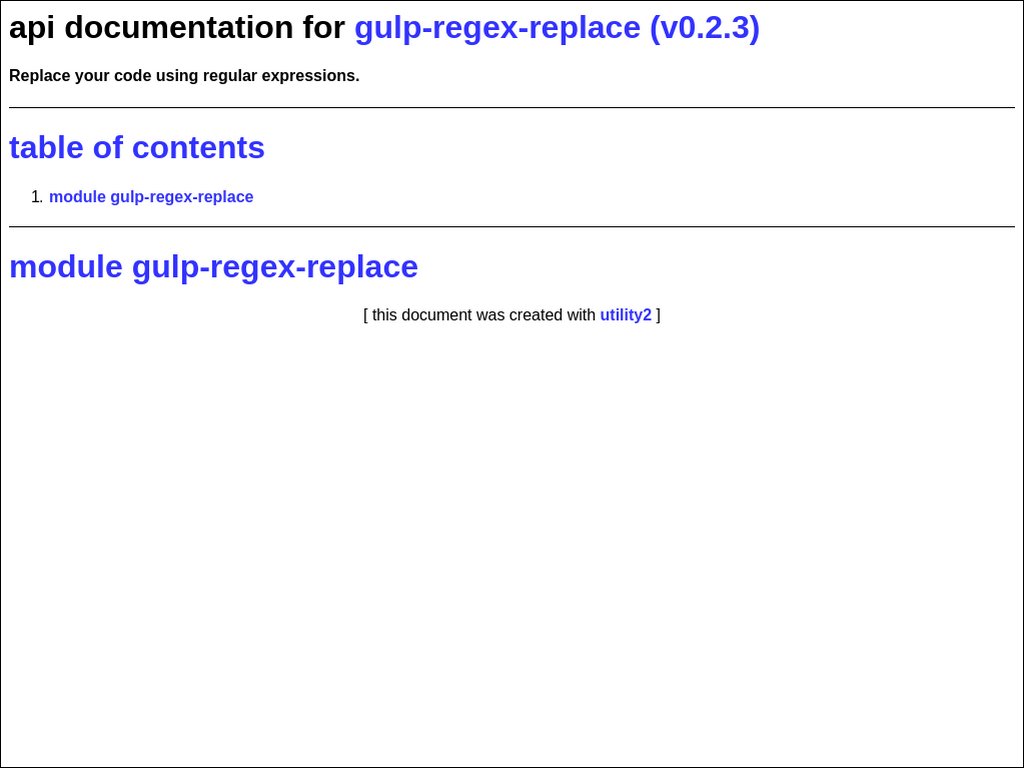 api documentation for gulp-regex-replace (v0.2.3)
Replace your code using regular expressions.
table of contents
1. module gulp-regex-replace
module gulp-regex-replace
[ this document was created with utility2 ]